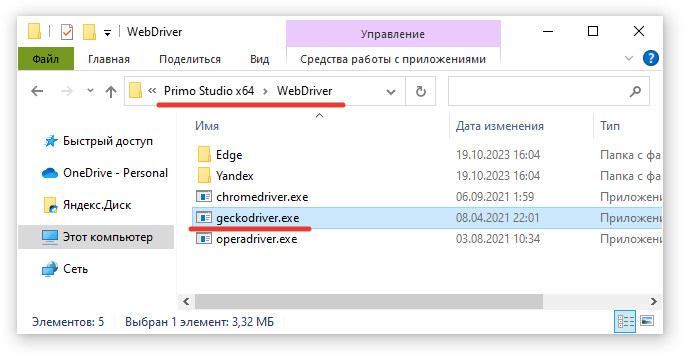 WebDriver
Управление
Файл Главная Поделиться Вид Средства работы с приложениями
« Primo Studio x64 > WebDriver
Имя Дата изменения Тип
Быстрый доступ
OneDrive - Personal
Яндекс.Диск
Этот компьютер
Сеть
Edge 19.10.2023 16:04 Папка с фа
Yandex 19.10.2023 16:04 Папка с фа
chromedriver.exe 06.09.2021 1:59 Приложени
geckodriver.exe 08.04.2021 22:01 Приложени
operadriver.exe 03.08.2021 10:34 Приложени
Элементов: 5 Выбран 1 элемент: 3,32 МБ